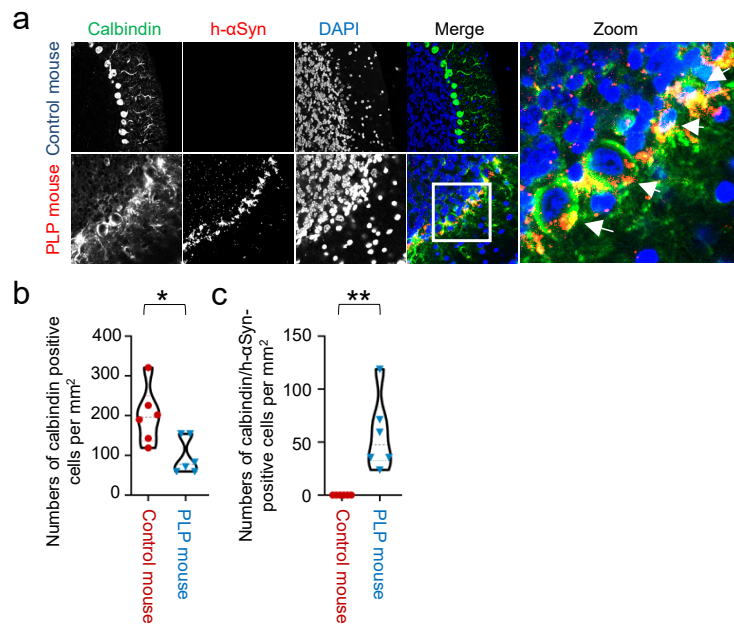 a
Calbindin h-αSyn DAPI Merge Zoom
Control mouse
PLP mouse
b
*
Numbers of calbindin positive
cells per mm2
400
300
200
100
0
Control mouse
PLP mouse
c
**
Numbers of calbindin/h-αSyn-
positive cells per mm2
150
100
50
0
Control mouse
PLP mouse